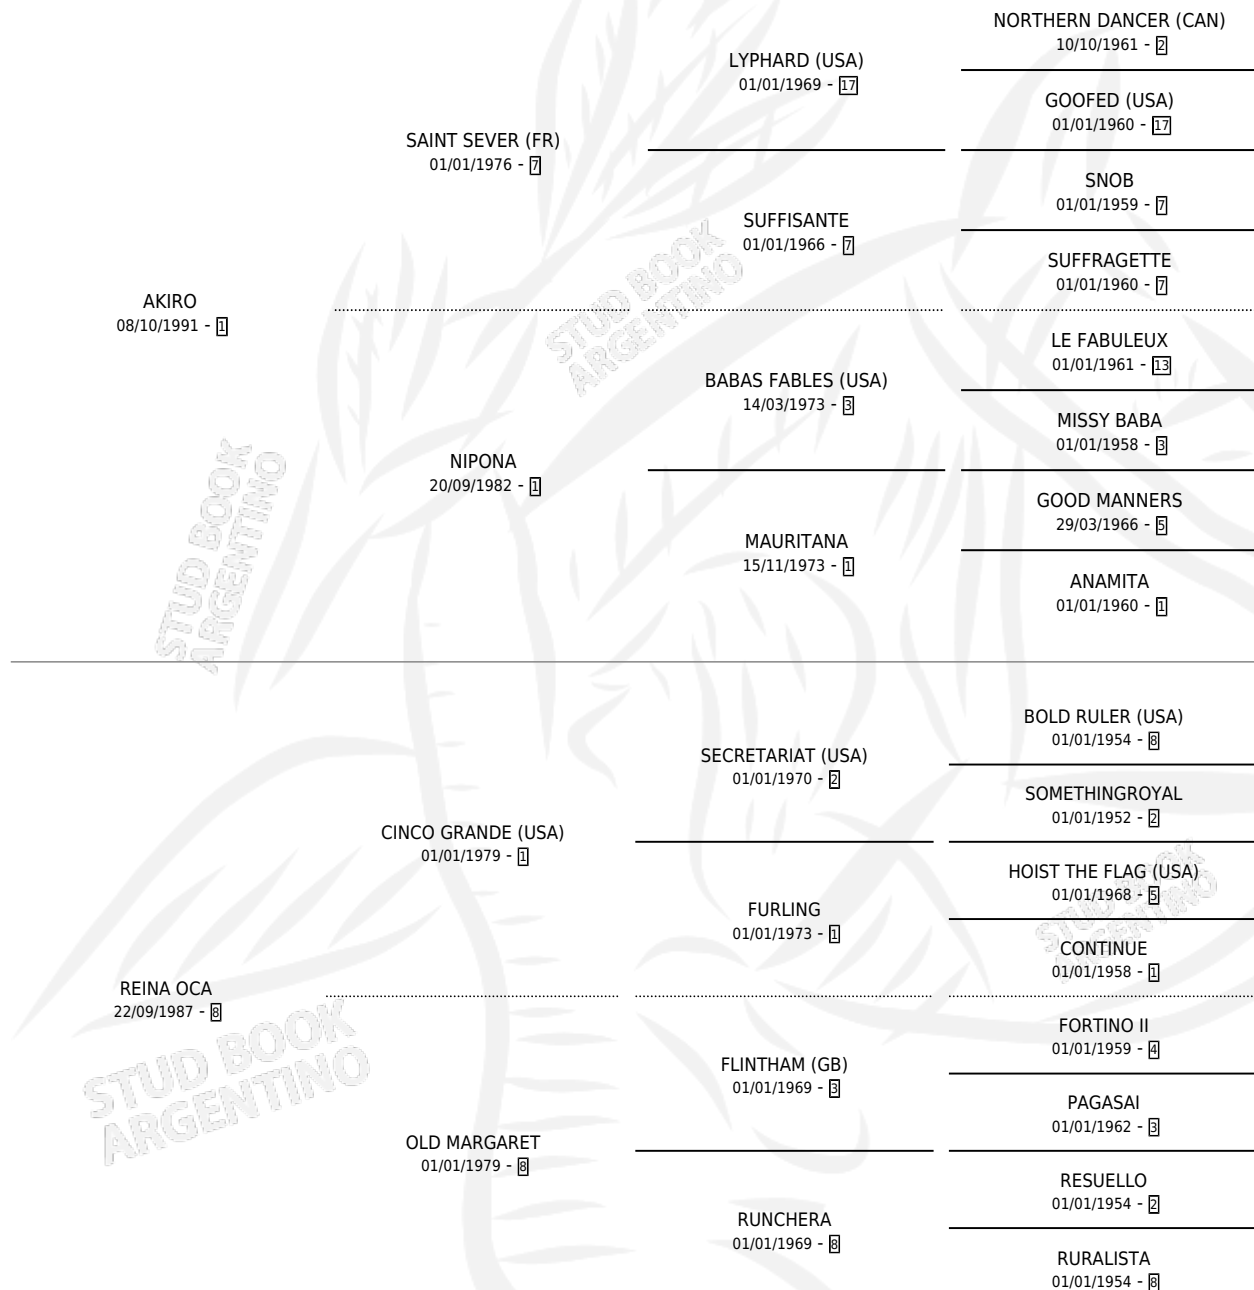 NORTHERN DANCER (CAN)
10/10/1961 - 2
LYPHARD (USA)
01/01/1969 - 17
GOOFED (USA)
01/01/1960 - 17
SAINT SEVER (FR)
01/01/1976 - 7
SNOB
01/01/1959 - 7
SUFFISANTE
01/01/1966 - 7
SUFFRAGETTE
01/01/1960 - 7
AKIRO
08/10/1991 - 1
LE FABULEUX
01/01/1961 - 13
BABAS FABLES (USA)
14/03/1973 - 3
MISSY BABA
01/01/1958 - 3
NIPONA
20/09/1982 - 1
GOOD MANNERS
29/03/1966 - 5
MAURITANA
15/11/1973 - 1
ANAMITA
01/01/1960 - 1
BOLD RULER (USA)
01/01/1954 - 8
SECRETARIAT (USA)
01/01/1970 - 2
SOMETHINGROYAL
01/01/1952 - 2
CINCO GRANDE (USA)
01/01/1979 - 1
HOIST THE FLAG (USA)
01/01/1968 - 5
FURLING
01/01/1973 - 1
CONTINUE
01/01/1958 - 1
REINA OCA
22/09/1987 - 8
FORTINO II
01/01/1959 - 4
FLINTHAM (GB)
01/01/1969 - 3
PAGASAI
01/01/1962 - 3
OLD MARGARET
01/01/1979 - 8
RESUELLO
01/01/1954 - 2
RUNCHERA
01/01/1969 - 8
RURALISTA
01/01/1954 - 8
STUD BOOK
ARGENTINO
STUD BOOK
ARGENTINO
STUD BOOK
ARGENTINO
STUD BOOK
ARGENTINO